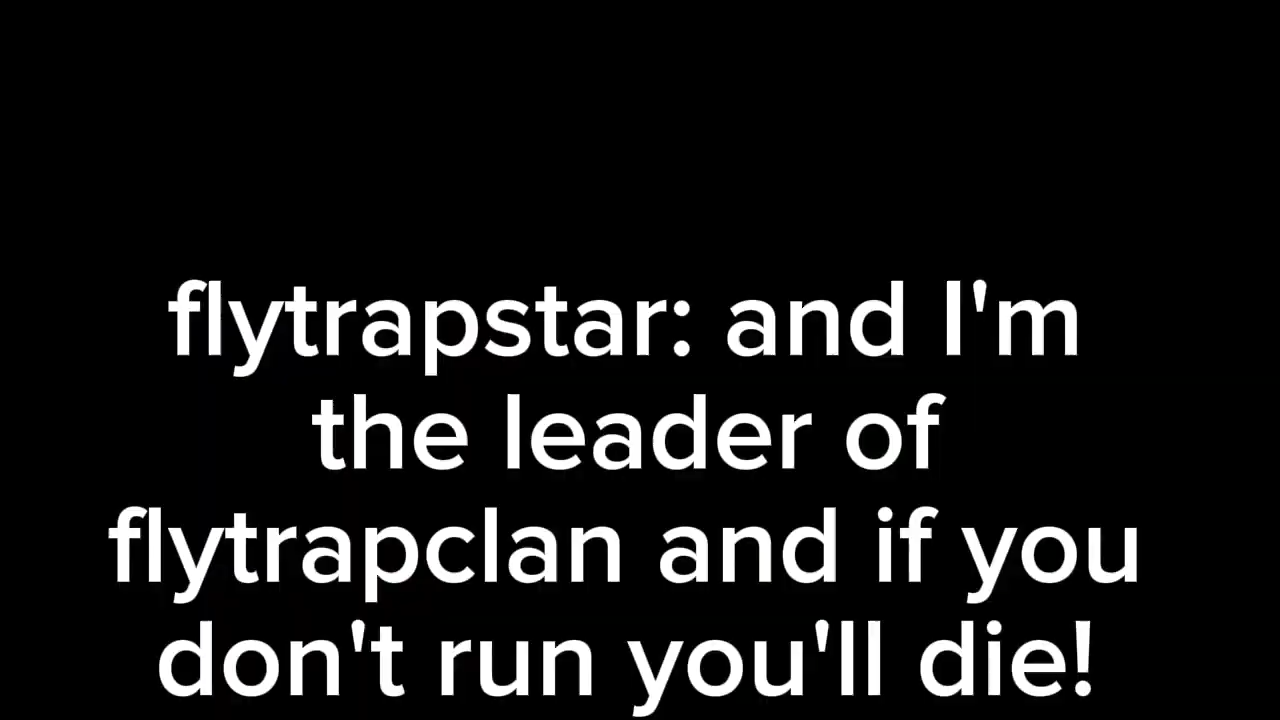 flytrapstar: and I'm
the leader of
flytrapclan and if you
don't run you'll die!